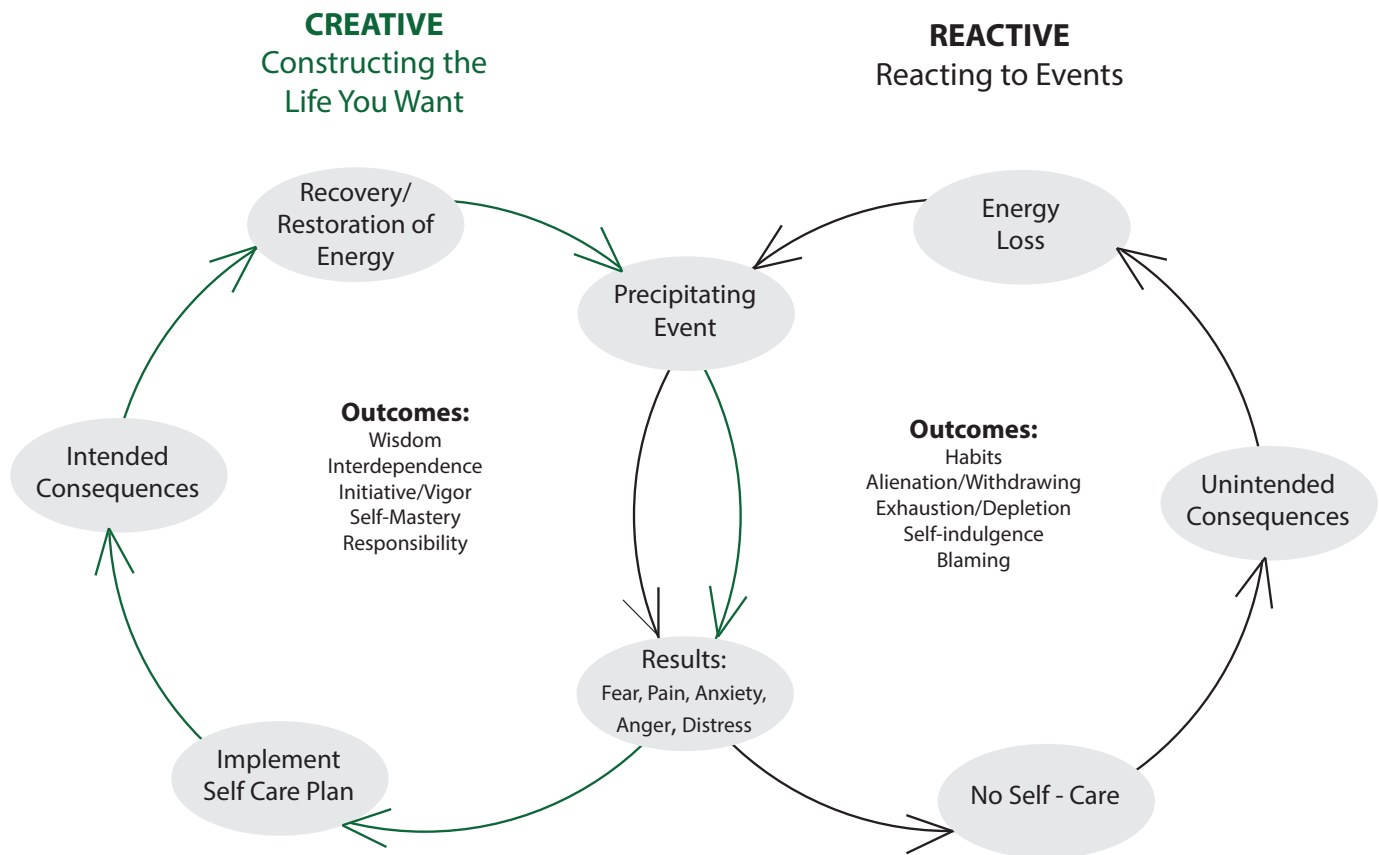 CREATIVE
Constructing the
Life You Want
REACTIVE
Reacting to Events
Recovery/
Restoration of
Energy
Energy
Loss
Precipitating
Event
Outcomes:
Wisdom
Interdependence
Initiative/Vigor
Self-Mastery
Responsibility
Outcomes:
Habits
Alienation/Withdrawing
Exhaustion/Depletion
Self-indulgence
Blaming
Intended
Consequences
Unintended
Consequences
Results:
Fear, Pain, Anxiety,
Anger, Distress
Implement
Self Care Plan
No Self - Care